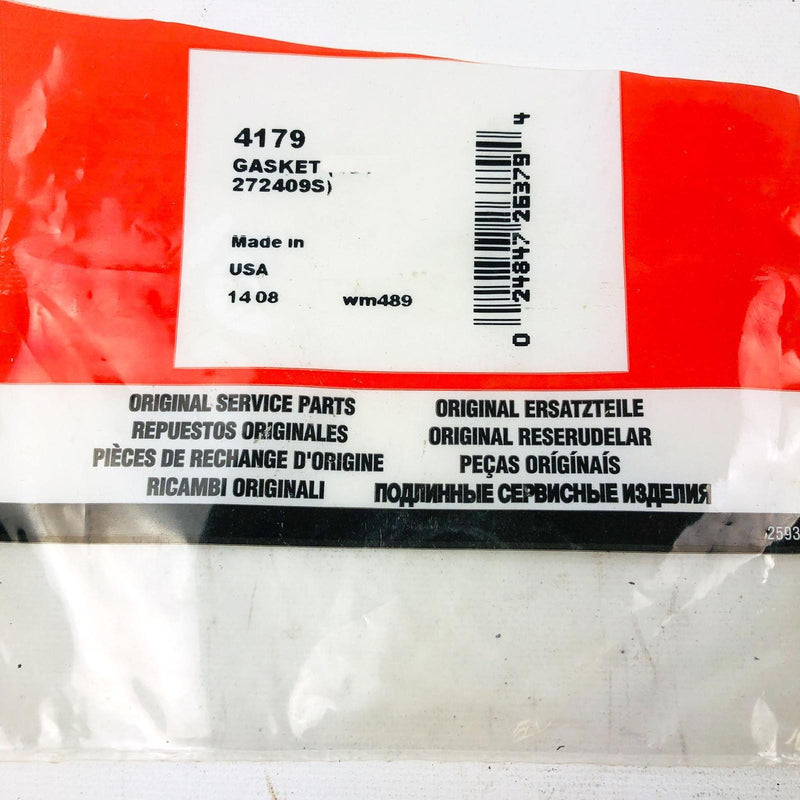 4179
GASKET
272409S)
Made in
USA
14 08 wm489
0 24847 26379 4
ORIGINAL SERVICE PARTS
REPUESTOS ORIGINALES
PIÈCES DE RECHANGE D'ORIGINE
RICAMBI ORIGINALI
ORIGINAL ERSATZTEILE
ORIGINAL RESERUDELAR
PEÇAS ORÍGÍNAÍS
ПОДЛИННЫЕ СЕРВИСНЫЕ ИЗДЕЛИЯ